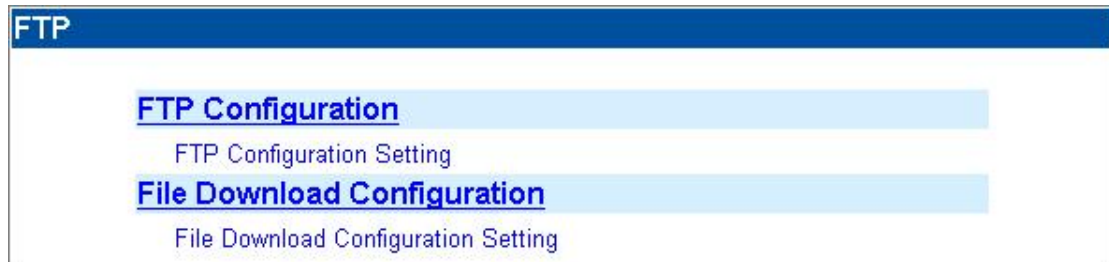 FTP
FTP Configuration
FTP Configuration Setting
File Download Configuration
File Download Configuration Setting